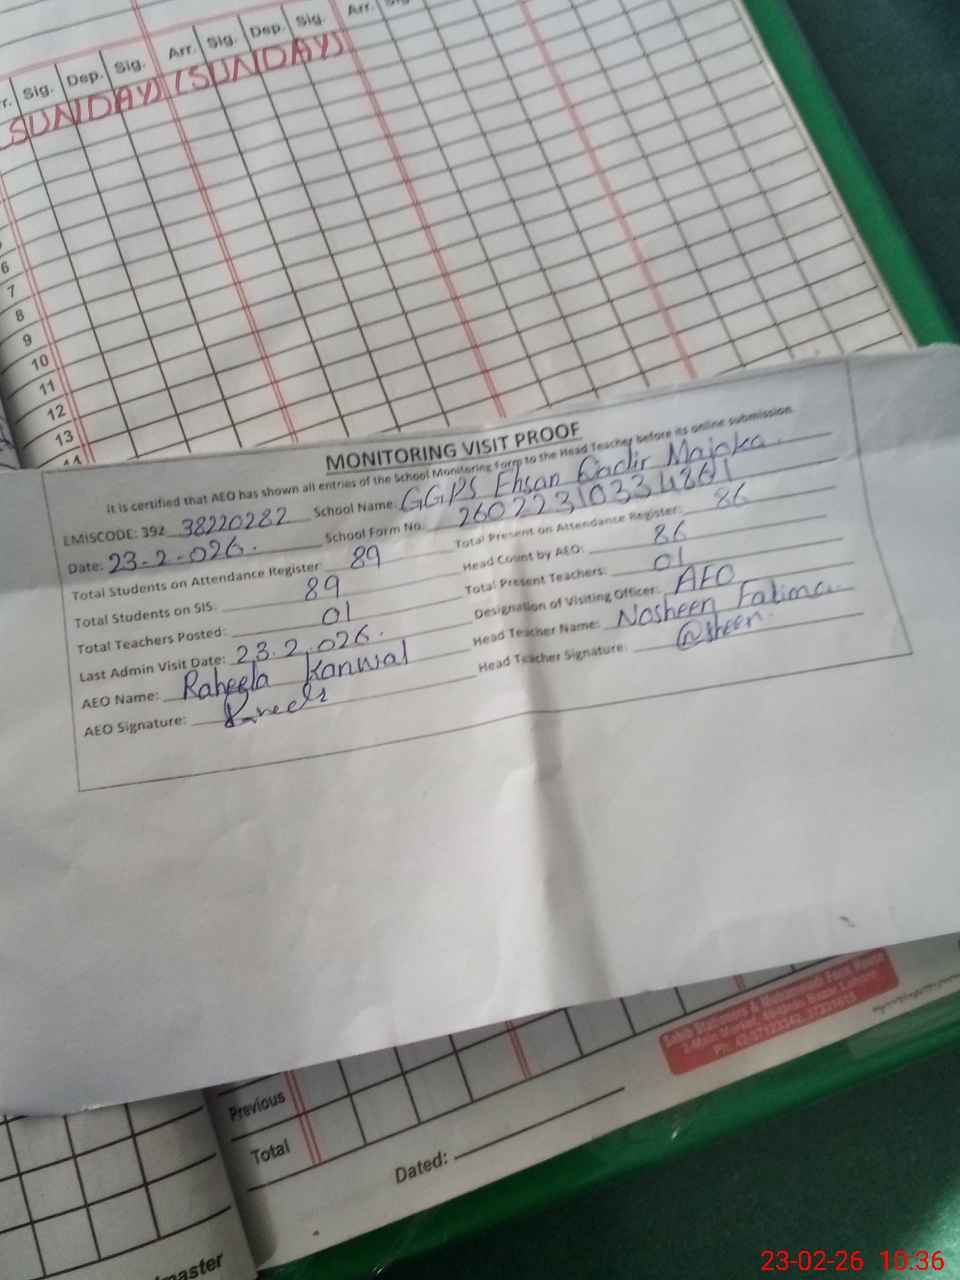 Arr. Sig.
r. Sig. Dep. Sig. Arr. Sig. Dep. Sig.
(SUNDAY) (SUNDAY)
6
7
8
9
10
11
12
13
MONITORING VISIT PROOF
It is certified that AEO has shown all entries of the School Monitoring Form to the Head Teacher before its online submission.
EMISCODE: 392 38220282 School Name: GGPS Ehsan Qadir Majoka.
Date: 23-2-026. School Form No. 26022310334861
Total Students on Attendance Register: 89 Total Present on Attendance Register: 86
Total Students on SIS: 89 Head Count by AEO: 86
Total Teachers Posted: 01 Total Present Teachers: 01
Last Admin Visit Date: 23.2.026. Designation of Visiting Officer: AEO
AEO Name: Raheela Kanwal Head Teacher Name: Nosheen Fatima.
AEO Signature: Head Teacher Signature:
Previous
Total
Dated:
master
23-02-26 10:36